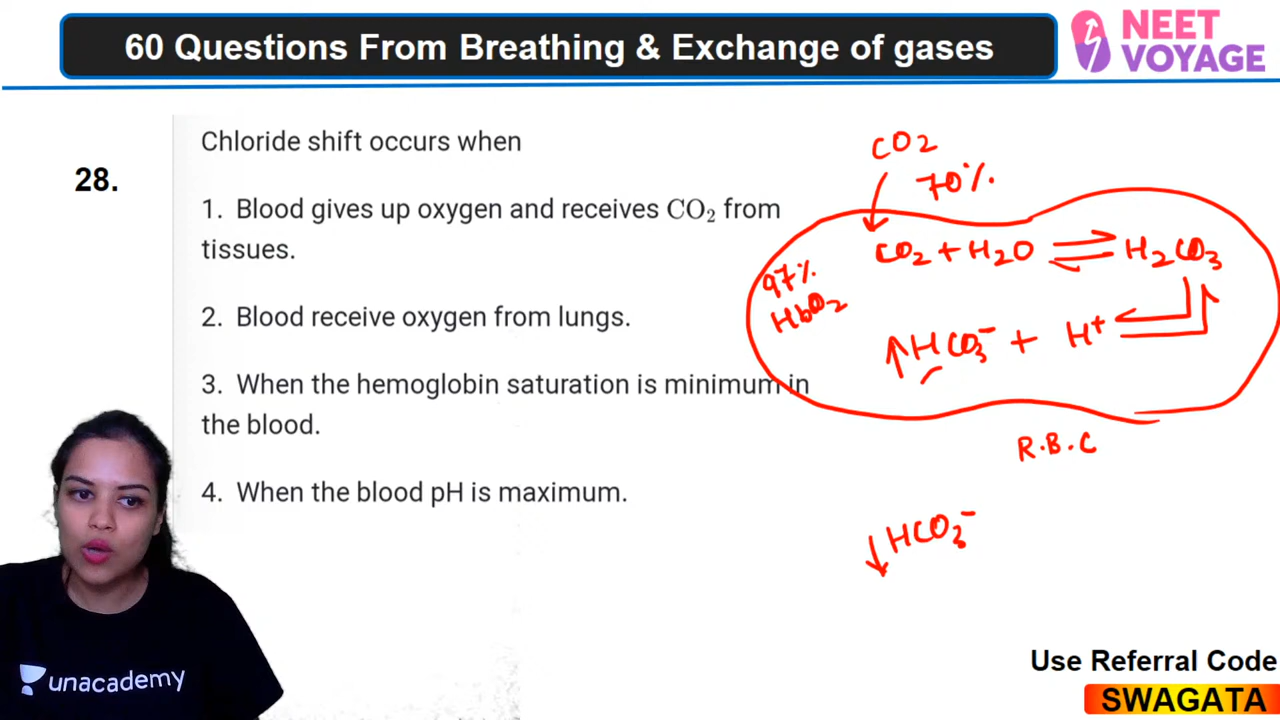 60 Questions From Breathing & Exchange of gases
NEET
VOYAGE
28.
Chloride shift occurs when
1. Blood gives up oxygen and receives CO₂ from
tissues.
2. Blood receive oxygen from lungs.
3. When the hemoglobin saturation is minimum in
the blood.
4. When the blood pH is maximum.
CO2
70%
CO2 + H2O ⇌ H2CO3
97%
HbO2
↑HCO3⁻ + H⁺
R.B.C
↓HCO3⁻
unacademy
Use Referral Code
SWAGATA